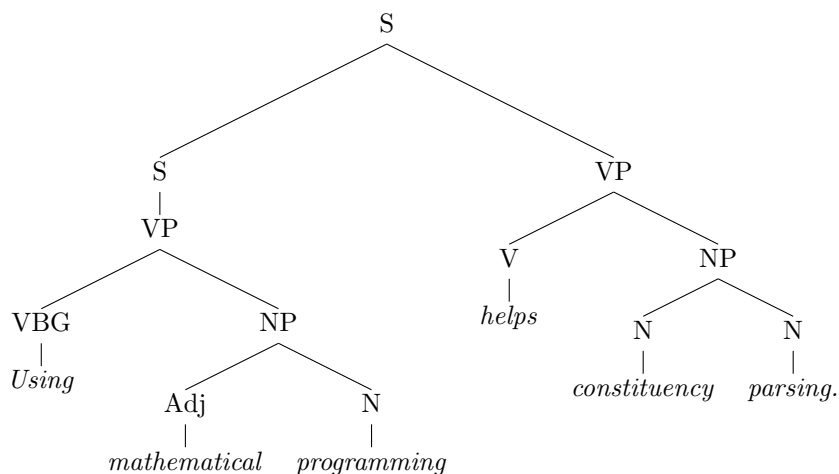 S
S VP
VP
V NP
VBG NP helps
Using N N
Adj N constituency parsing.
mathematical programming